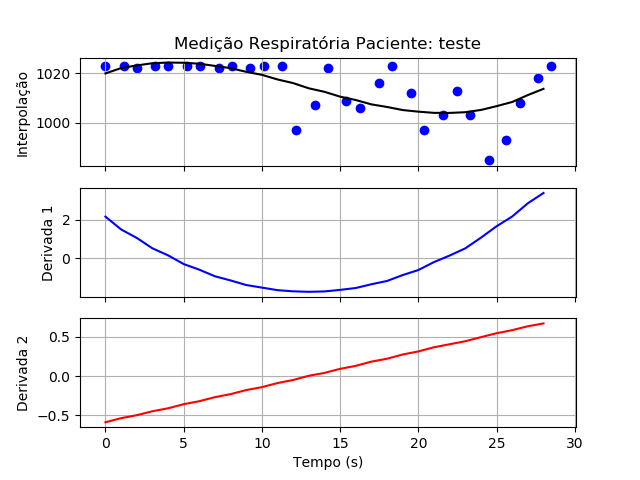 Medição Respiratória Paciente: teste
Interpolação
1020
1000
Derivada 1
2
0
Derivada 2
0.5
0.0
−0.5
0 5 10 15 20 25 30
Tempo (s)